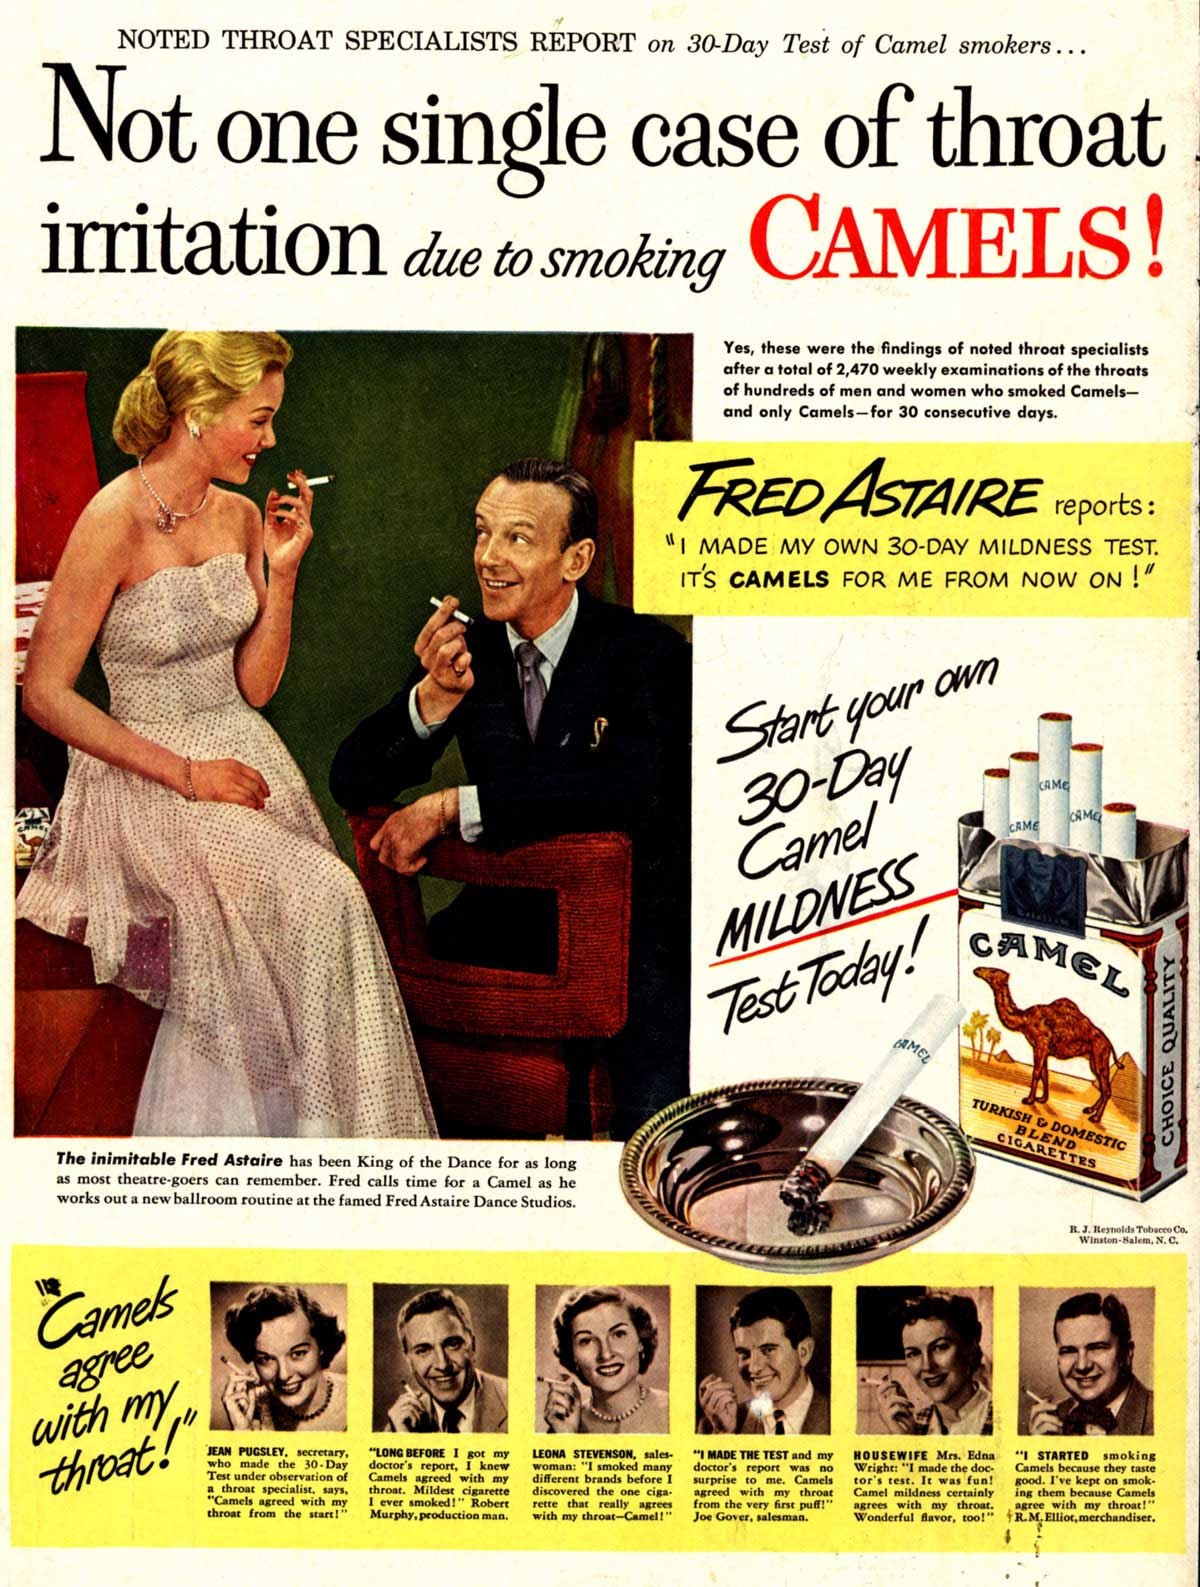 NOTED THROAT SPECIALISTS REPORT on 30-Day Test of Camel smokers...
Not one single case of throat
irritation due to smoking CAMELS!
Yes, these were the findings of noted throat specialists
after a total of 2,470 weekly examinations of the throats
of hundreds of men and women who smoked Camels—
and only Camels—for 30 consecutive days.
FRED ASTAIRE reports:
"I MADE MY OWN 30-DAY MILDNESS TEST.
IT'S CAMELS FOR ME FROM NOW ON!"
Start your own
30-Day
Camel
MILDNESS
Test Today!
CAMEL
CAMEL
CAMEL
CAMEL
TURKISH & DOMESTIC
BLEND
CIGARETTES
CHOICE QUALITY
CAMEL
CAMEL
The inimitable Fred Astaire has been King of the Dance for as long
as most theatre-goers can remember. Fred calls time for a Camel as he
works out a new ballroom routine at the famed Fred Astaire Dance Studios.
R. J. Reynolds Tobacco Co.
Winston-Salem, N. C.
"Camels
agree
with my
throat!"
JEAN PUGSLEY, secretary,
who made the 30-Day
Test under observation of
a throat specialist, says,
"Camels agreed with my
throat from the start!"
"LONG BEFORE I got my
doctor's report, I knew
Camels agreed with my
throat. Mildest cigarette
I ever smoked!" Robert
Murphy, production man.
LEONA STEVENSON, sales-
woman: "I smoked many
different brands before I
discovered the one ciga-
rette that really agrees
with my throat—Camel!"
"I MADE THE TEST and my
doctor's report was no
surprise to me. Camels
agreed with my throat
from the very first puff!"
Joe Gover, salesman.
HOUSEWIFE Mrs. Edna
Wright: "I made the doc-
tor's test. It was fun!
Camel mildness certainly
agrees with my throat.
Wonderful flavor, too!"
"I STARTED smoking
Camels because they taste
good. I've kept on smok-
ing them because Camels
agree with my throat!"
R. M. Elliot, merchandiser.